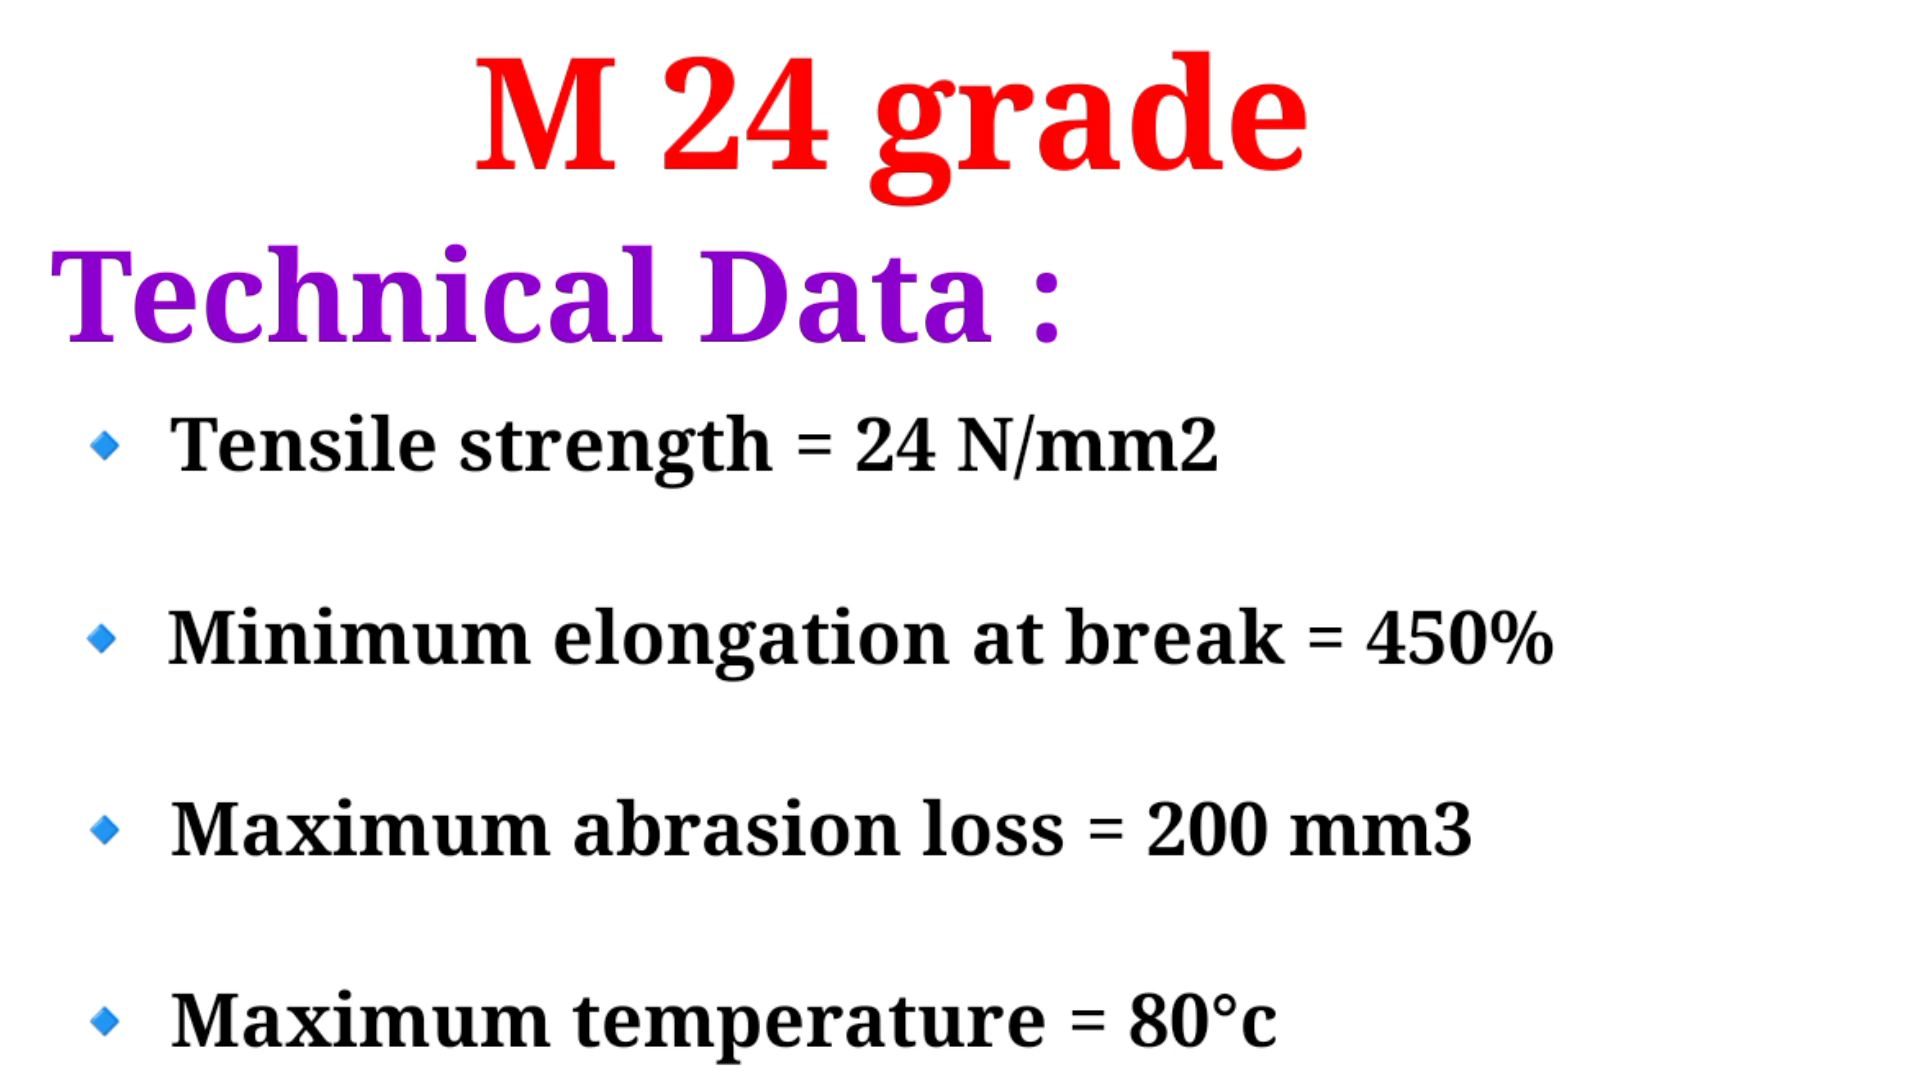 M 24 grade
Technical Data :
🔹 Tensile strength = 24 N/mm2
🔹 Minimum elongation at break = 450%
🔹 Maximum abrasion loss = 200 mm3
🔹 Maximum temperature = 80°c